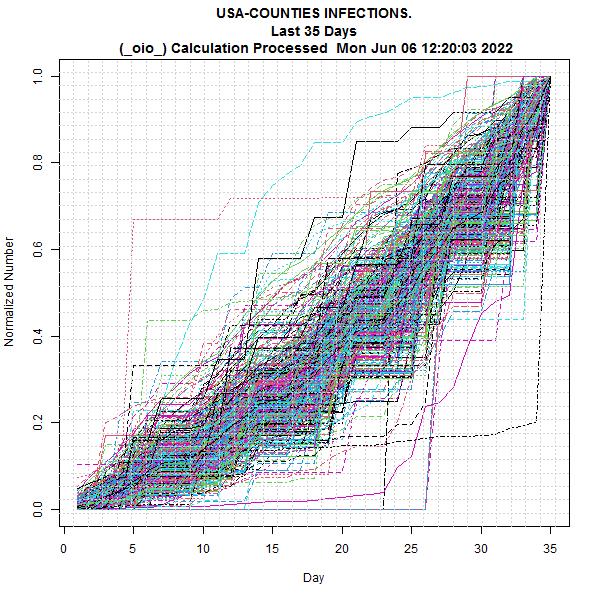 USA-COUNTIES INFECTIONS.
Last 35 Days
(_oio_) Calculation Processed  Mon Jun 06 12:20:03 2022
Normalized Number
1.0
0.8
0.6
0.4
0.2
0.0
0 5 10 15 20 25 30 35
Day